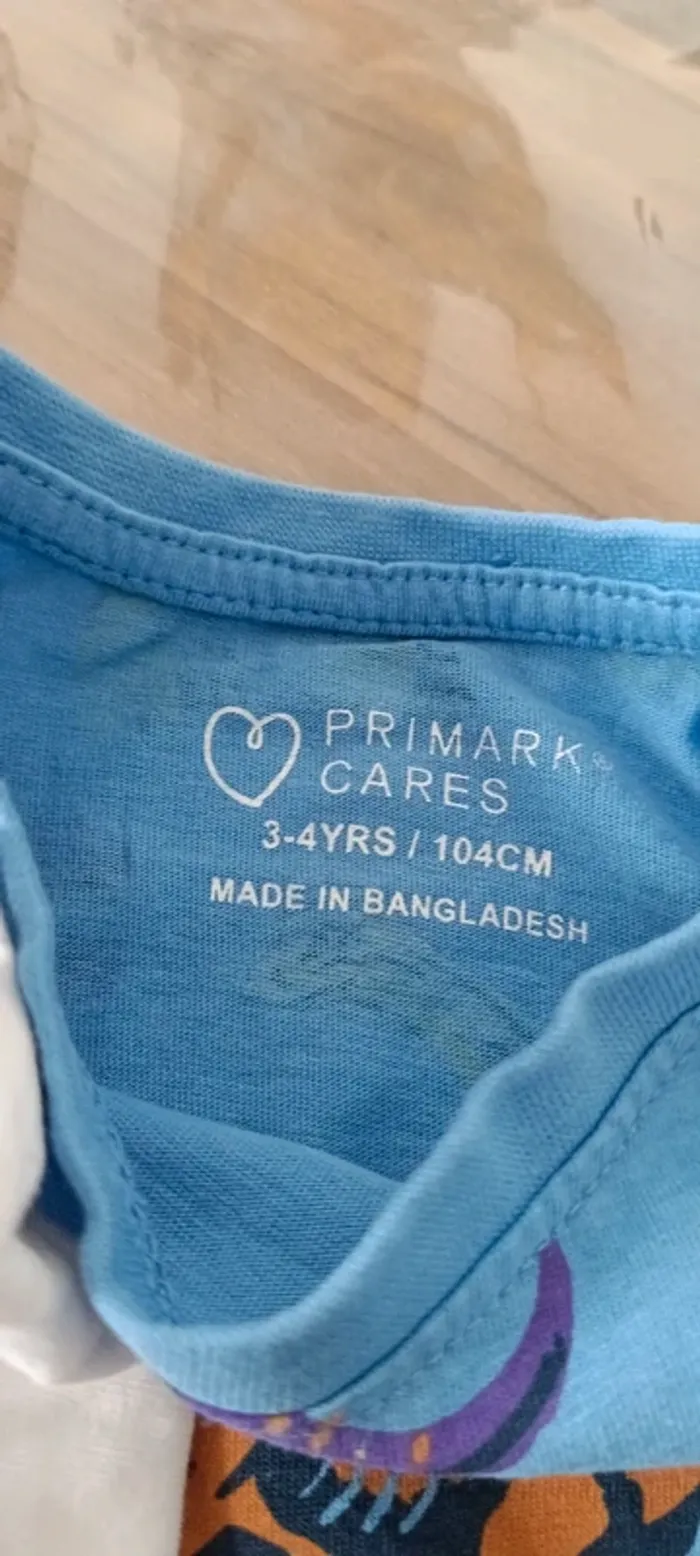 PRIMARK®
CARES
3-4YRS / 104CM
MADE IN BANGLADESH